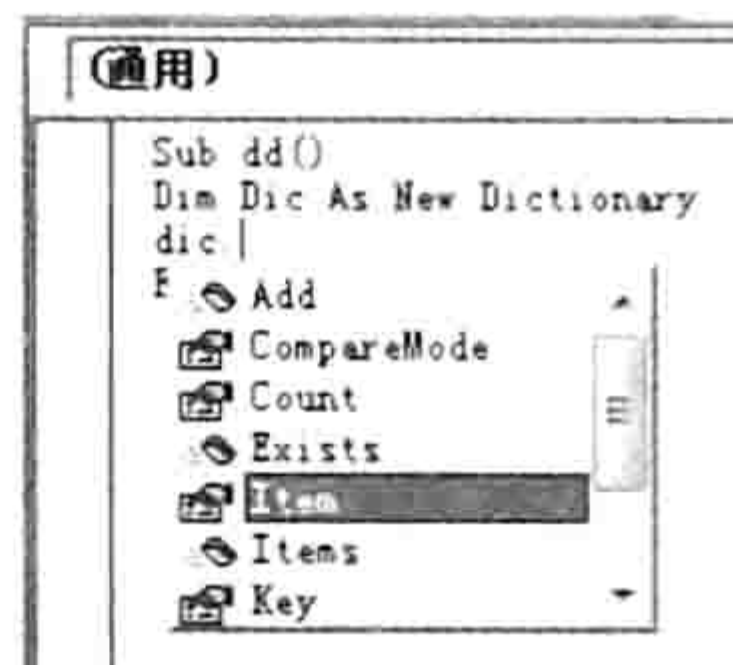 (通用)
Sub dd()
Dim Dic As New Dictionary
dic
Add
CompareMode
Count
Exists
Item
Items
Key